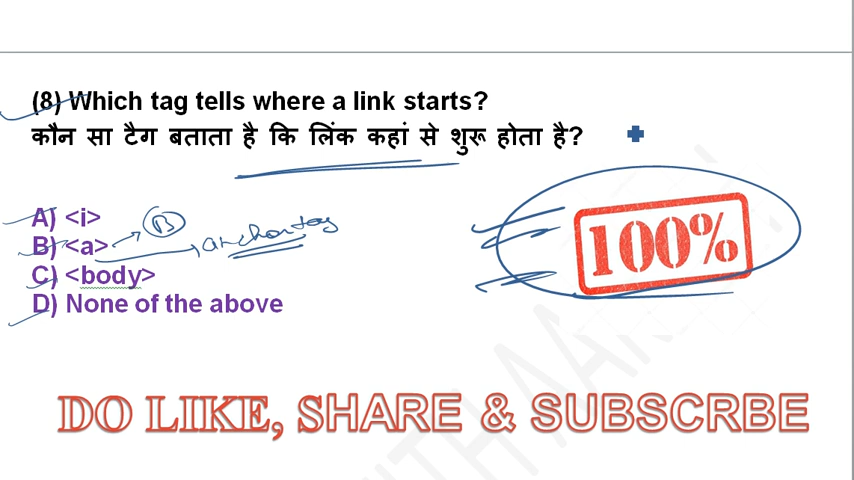 (8) Which tag tells where a link starts?
कौन सा टैग बताता है कि लिंक कहां से शुरू होता है?
A) <i>
B
B) <a>
anchor tag
C) <body>
D) None of the above
100%
DO LIKE, SHARE & SUBSCRBE